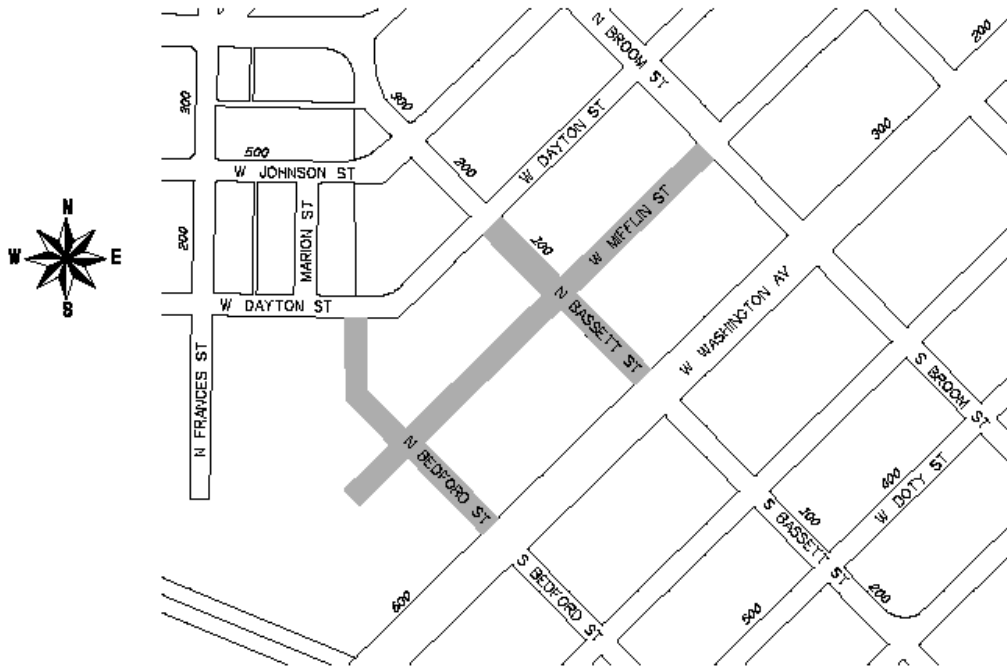 N BROOM ST
200
300
300
W DAYTON ST
300
500
200
W JOHNSON ST
MARION ST
W MIFFLIN ST
N
W E
S
200
100
W DAYTON ST
N BASSETT ST
W WASHINGTON AV
N FRANCES ST
S BROOM ST
N BEDFORD ST
400
W DOTY ST
100
S BASSETT ST
S BEDFORD ST
200
600
500